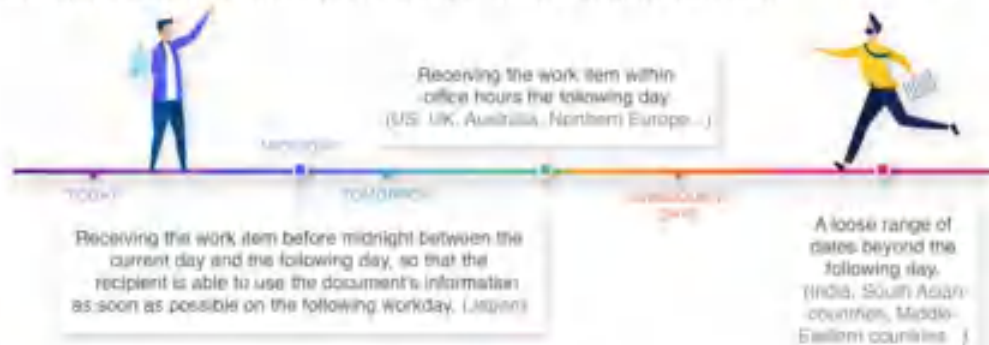 Receiving the work item within
office hours the following day
(US, UK, Australia, Northern Europe...)
MIDNIGHT
TODAY
TOMORROW
DAYS
Receiving the work item before midnight between the
current day and the following day, so that the
recipient is able to use the document's information
as soon as possible on the following workday. (Japan)
A loose range of
dates beyond the
following day.
(India, South Asian
countries, Middle-
Eastern countries...)